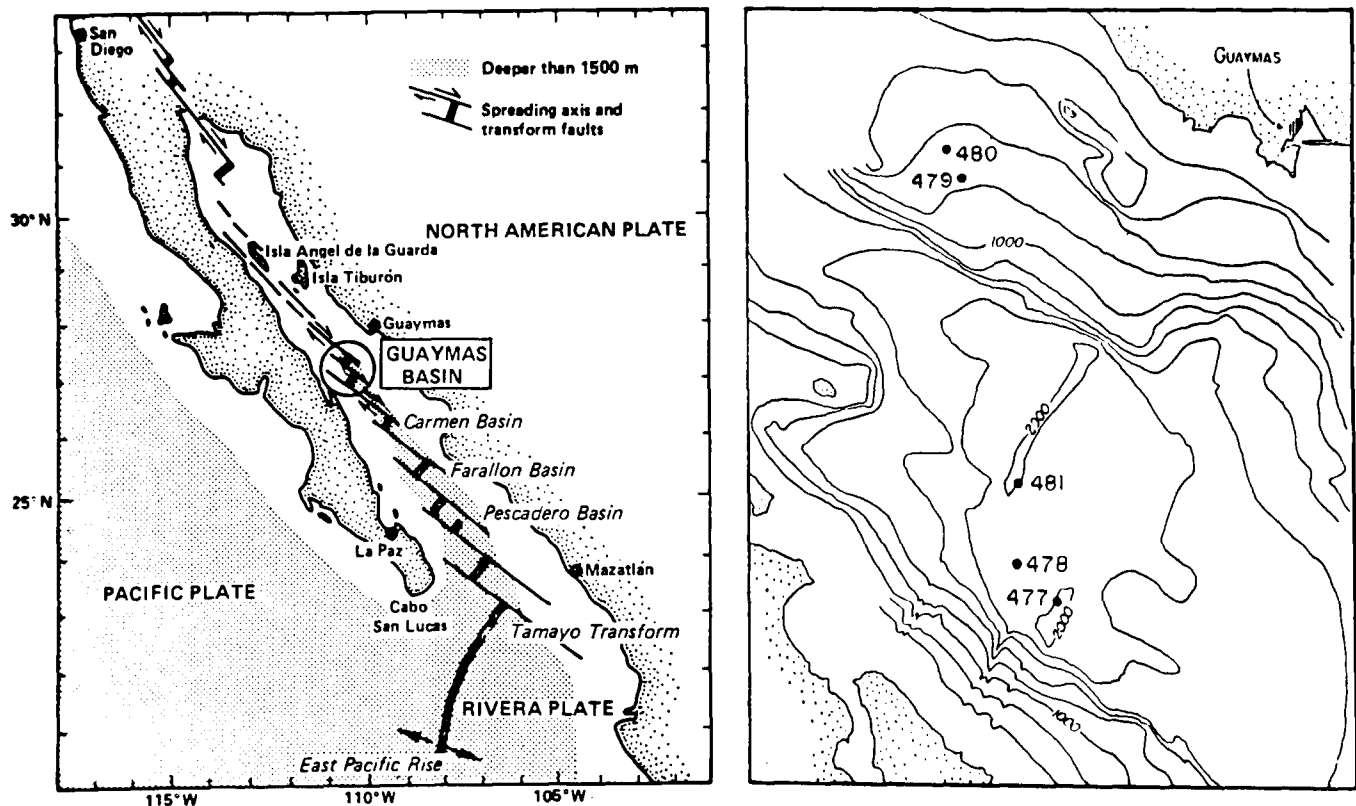 San
Diego
Deeper than 1500 m
Spreading axis and
transform faults
30° N
NORTH AMERICAN PLATE
Isla Angel de la Guarda
Isla Tiburón
Guaymas
GUAYMAS
BASIN
Carmen Basin
Farallon Basin
25° N
Pescadero Basin
La Paz
Mazatlán
PACIFIC PLATE
Cabo
San Lucas
Tamayo Transform
RIVERA PLATE
East Pacific Rise
115°W
110°W
105°W
GUAYMAS
480
479
1000
2000
481
478
477
2000
1000